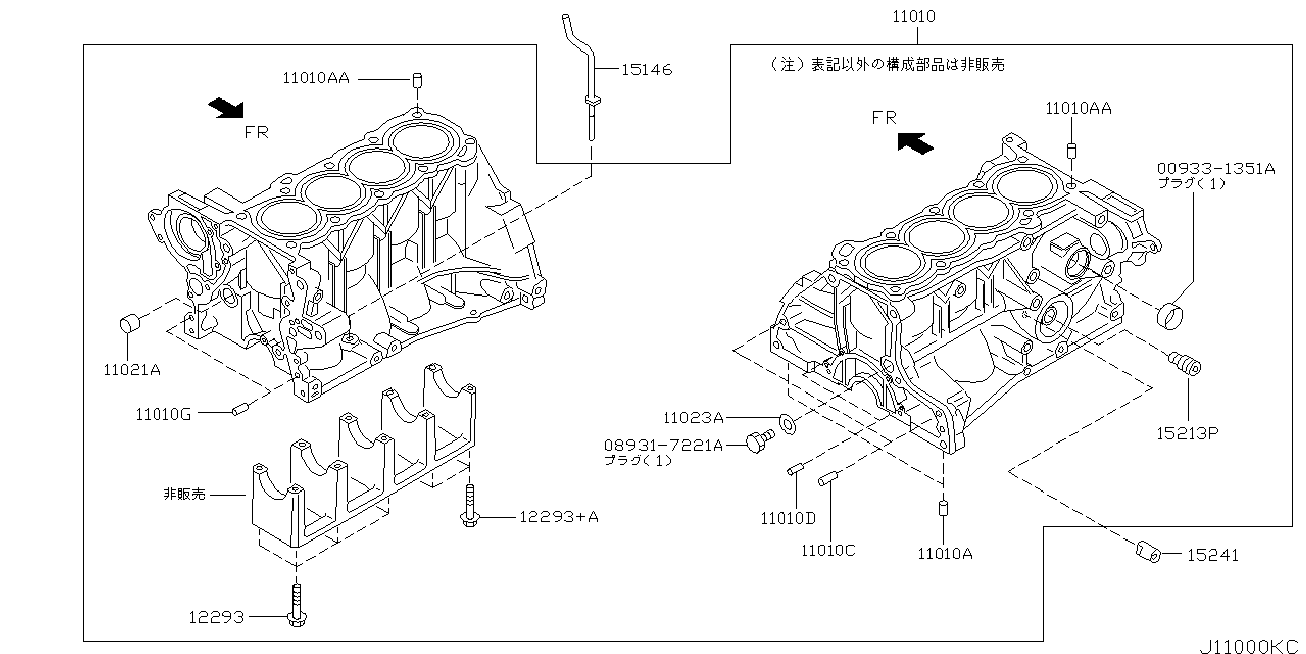 11010
15146
(注) 表記以外の構成部品は非販売
11010AA
FR
FR
11010AA
00933-1351A
プラグ(1)
11021A
11010G
11023A
08931-7221A
プラグ(1)
15213P
非販売
12293+A
11010D
11010C
11010A
15241
12293
J11000KC